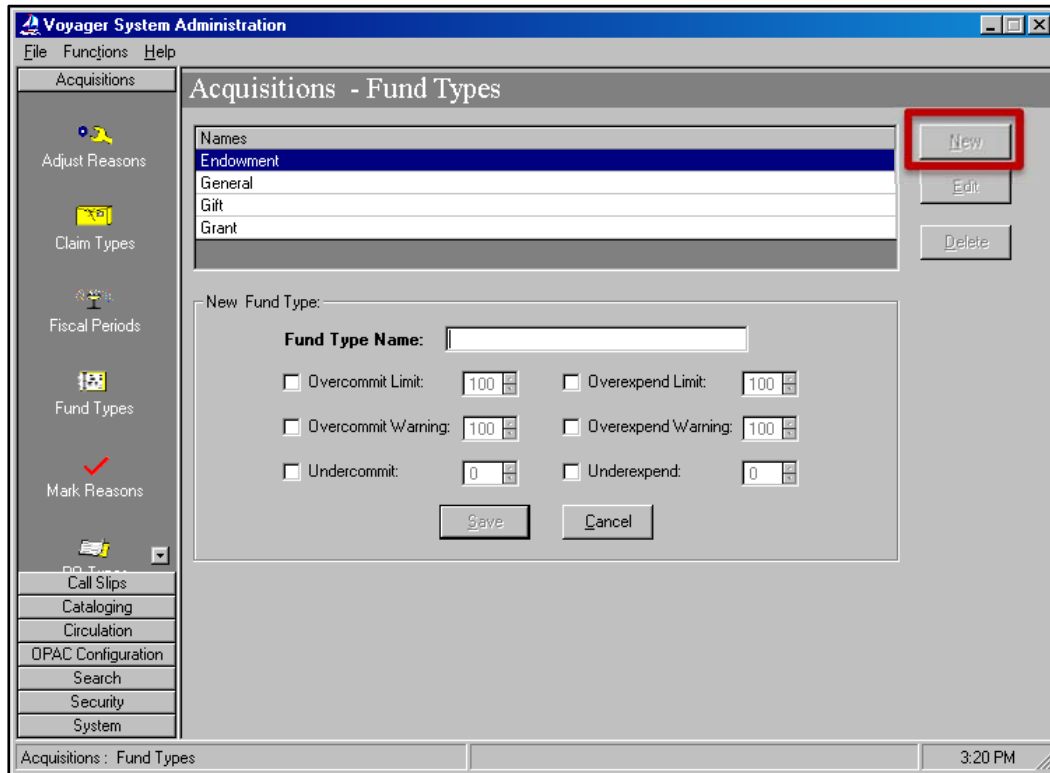 Voyager System Administration
File Functions Help
Acquisitions
Adjust Reasons
Claim Types
Fiscal Periods
Fund Types
Mark Reasons
PO Types
Call Slips
Cataloging
Circulation
OPAC Configuration
Search
Security
System
Acquisitions - Fund Types
Names
Endowment
General
Gift
Grant
New
Edit
Delete
New Fund Type:
Fund Type Name:
Overcommit Limit: 100 Overexpend Limit: 100
Overcommit Warning: 100 Overexpend Warning: 100
Undercommit: 0 Underexpend: 0
Save Cancel
Acquisitions : Fund Types 3:20 PM